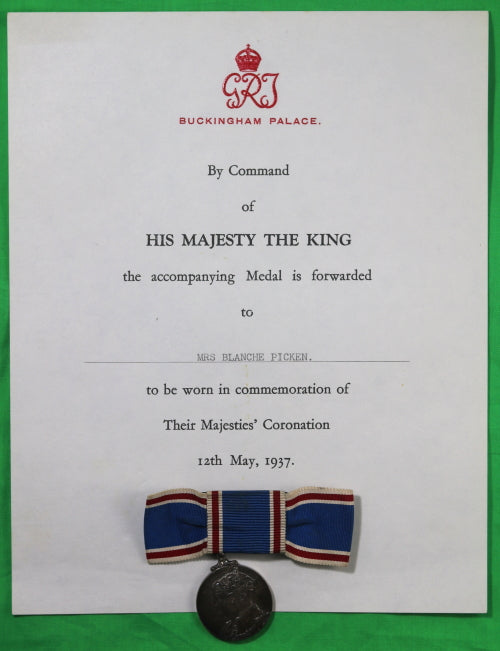 GRI
BUCKINGHAM PALACE.
By Command
of
HIS MAJESTY THE KING
the accompanying Medal is forwarded
to
MRS BLANCHE PICKEN.
to be worn in commemoration of
Their Majesties' Coronation
12th May, 1937.